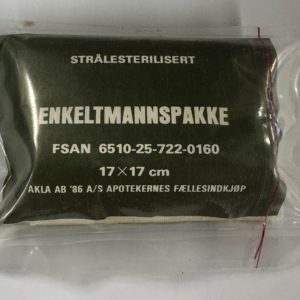 STRÅLESTERILISERT
ENKELTMANNSPAKKE
FSAN 6510-25-722-0160
17×17 cm
AKLA AB '86 A/S APOTEKERNES FÆLLESINDKJØP